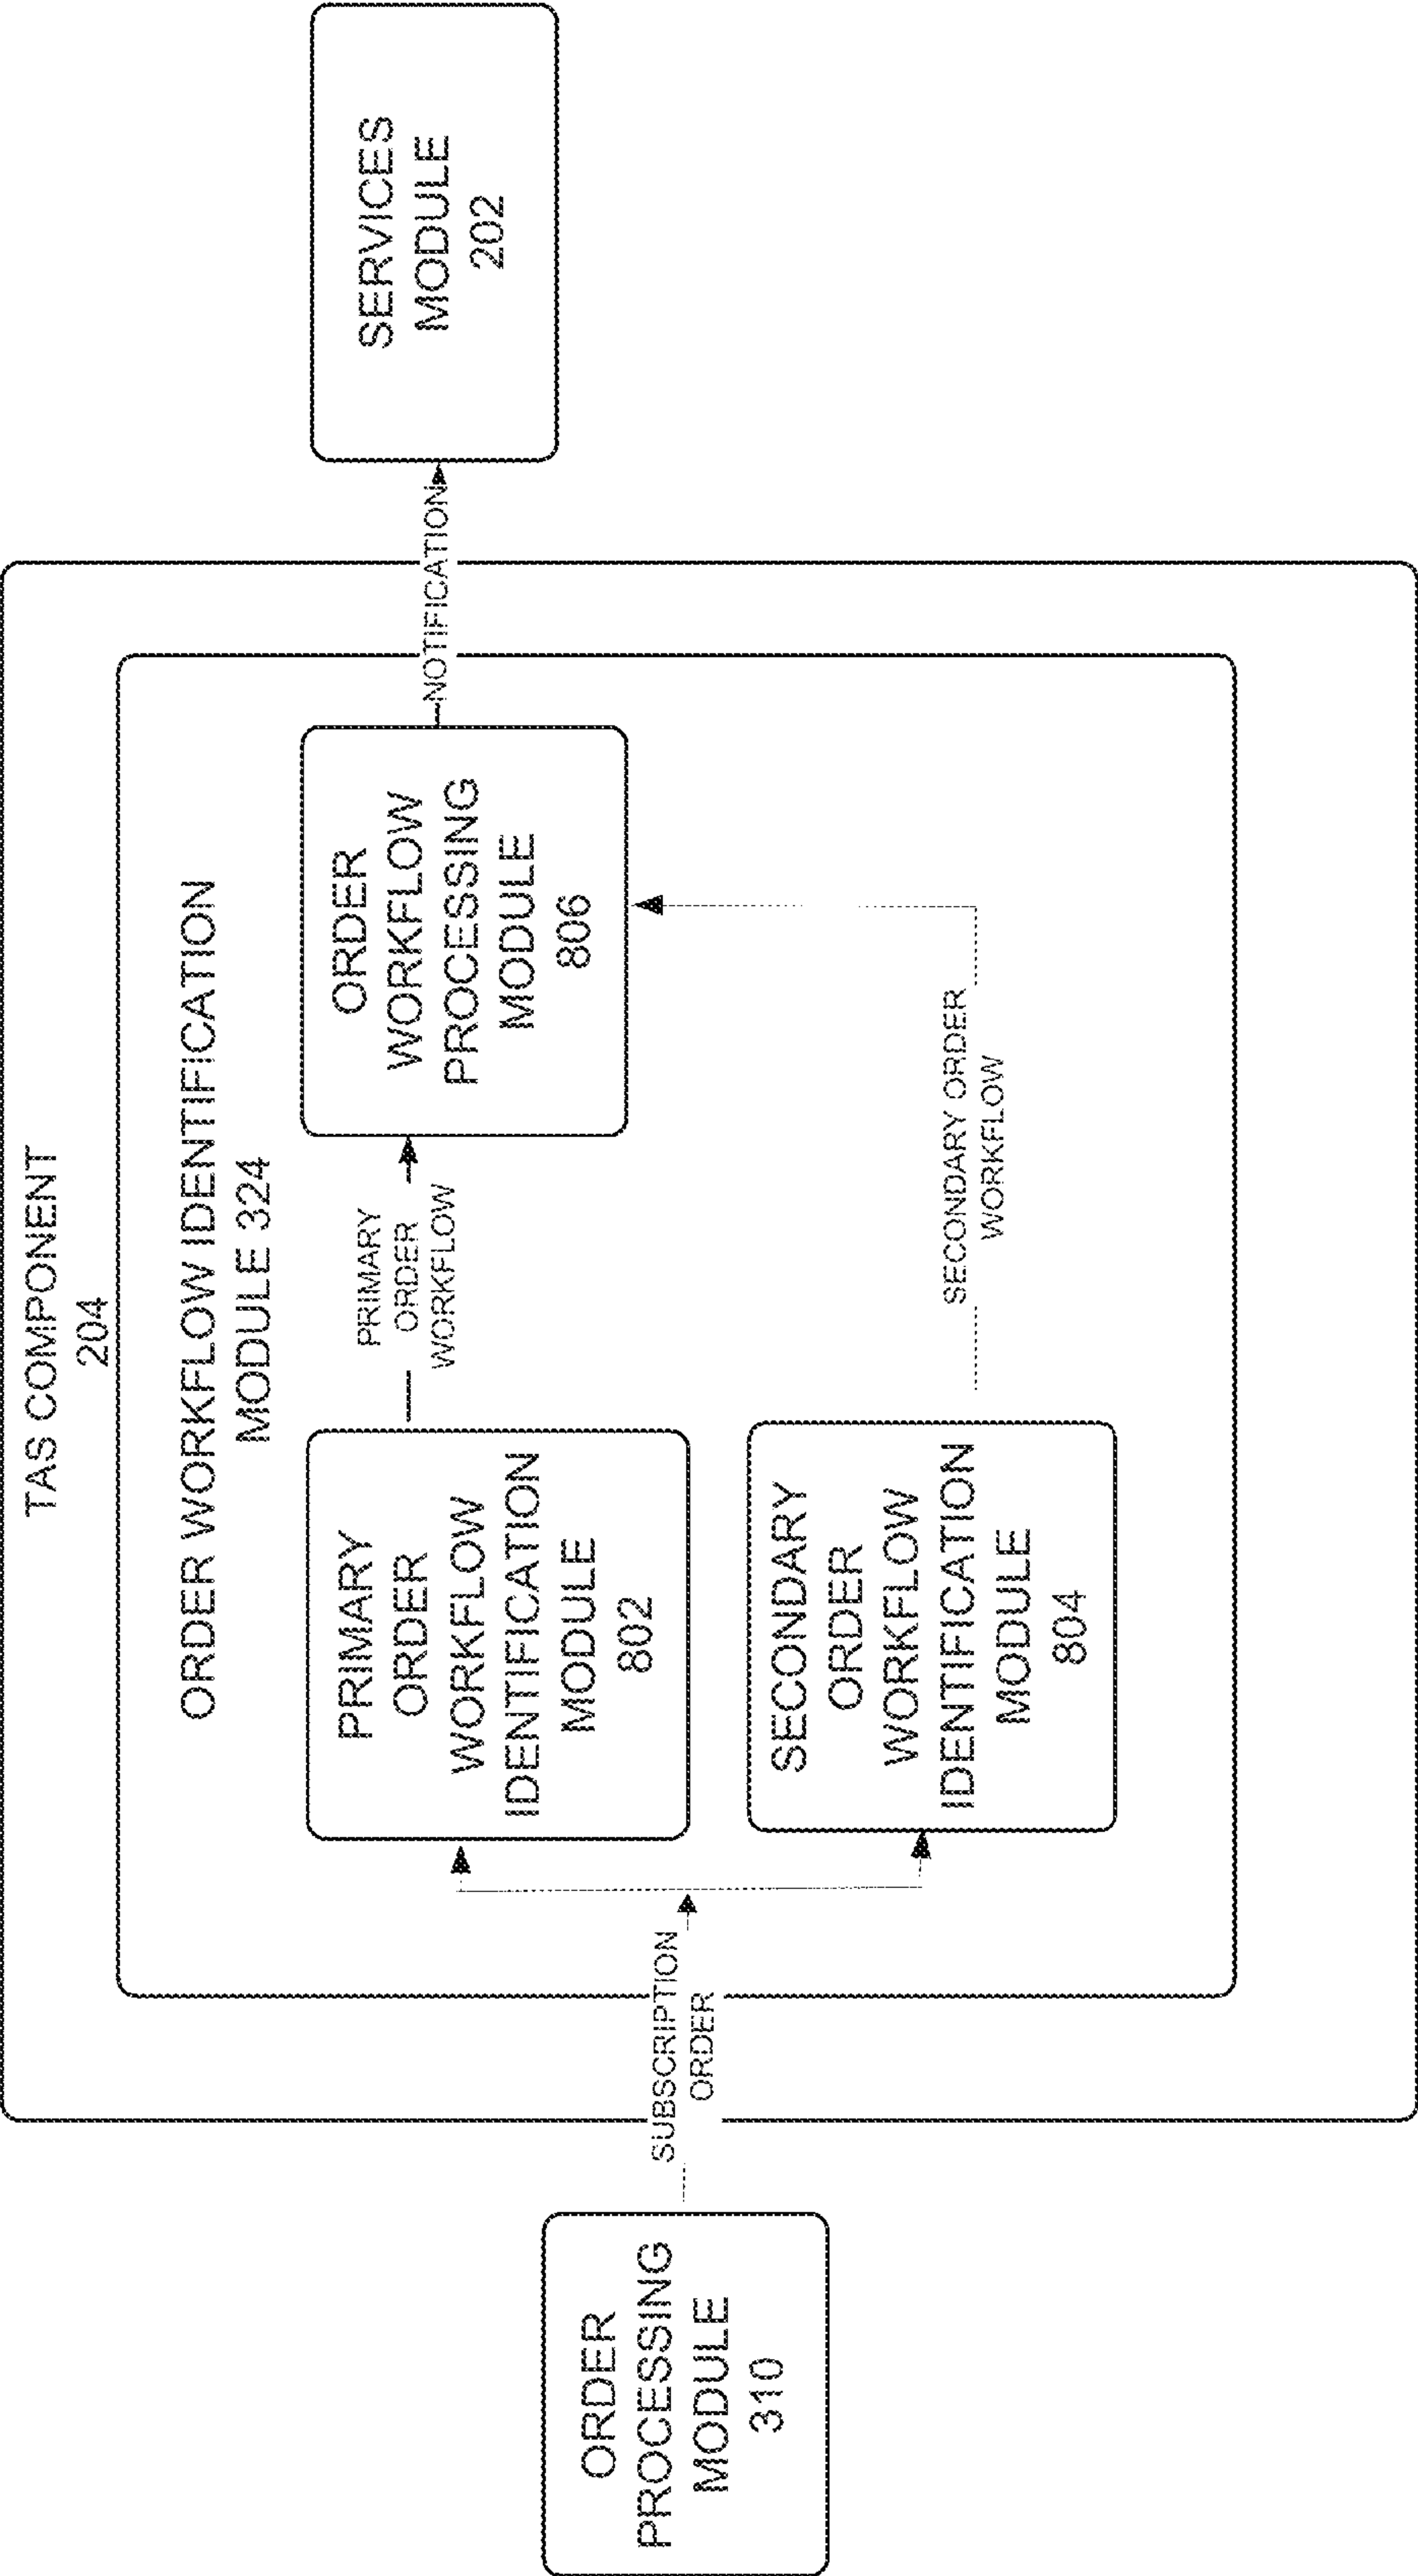 TAS COMPONENT
204
ORDER WORKFLOW IDENTIFICATION
MODULE 324
ORDER
PROCESSING
MODULE
310
SUBSCRIPTION
ORDER
PRIMARY
ORDER
WORKFLOW
IDENTIFICATION
MODULE
802
PRIMARY
ORDER
WORKFLOW
ORDER
WORKFLOW
PROCESSING
MODULE
806
NOTIFICATION
SERVICES
MODULE
202
SECONDARY
ORDER
WORKFLOW
IDENTIFICATION
MODULE
804
SECONDARY ORDER
WORKFLOW